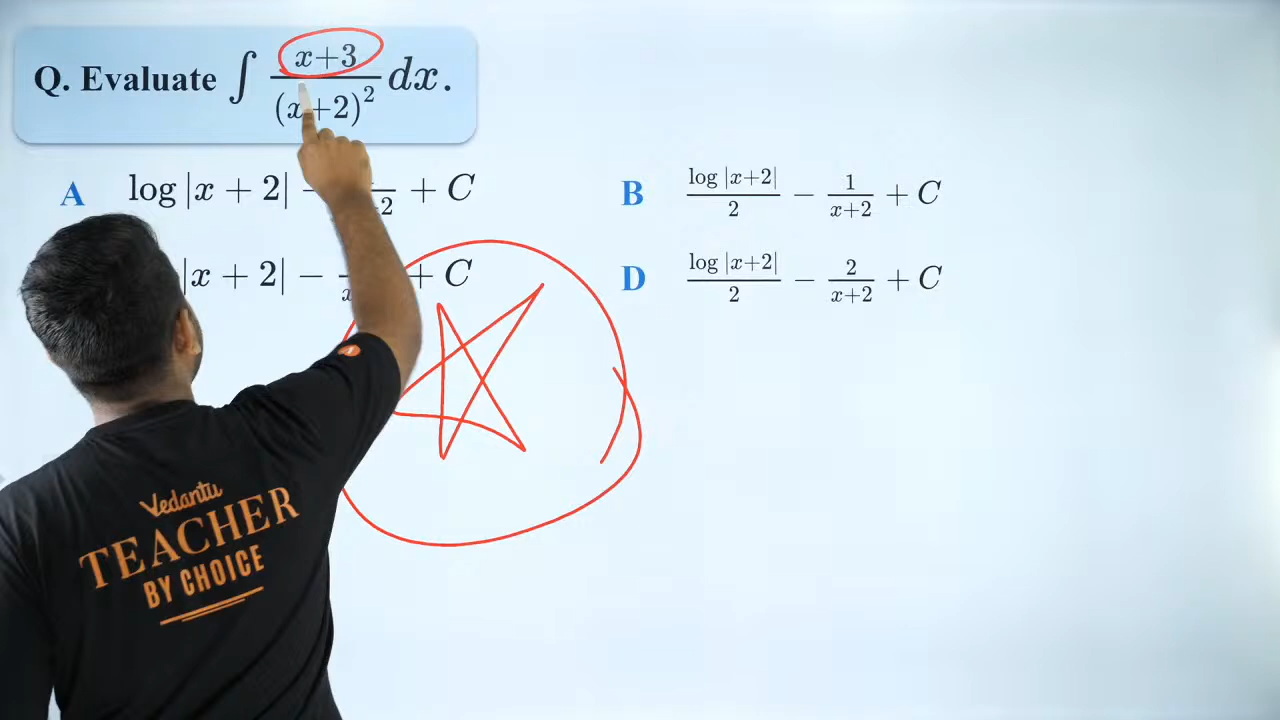 Q. Evaluate ∫ x+3 / (x+2)² dx.
A log |x + 2| − + C
B log |x+2| / 2 − 1 / x+2 + C
|x + 2| − + C
D log |x+2| / 2 − 2 / x+2 + C
Vedantu
TEACHER
BY CHOICE